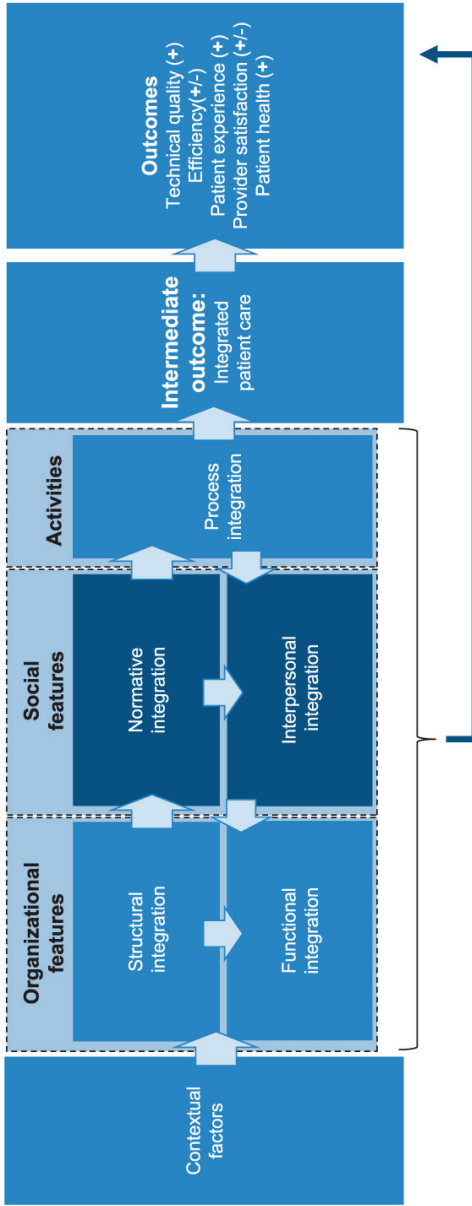 Contextual
factors
Organizational
features
Structural
integration
Functional
integration
Social
features
Normative
integration
Interpersonal
integration
Activities
Process
integration
Intermediate
outcome:
Integrated
patient care
Outcomes
Technical quality (+)
Efficiency(+/-)
Patient experience (+)
Provider satisfaction (+/-)
Patient health (+)